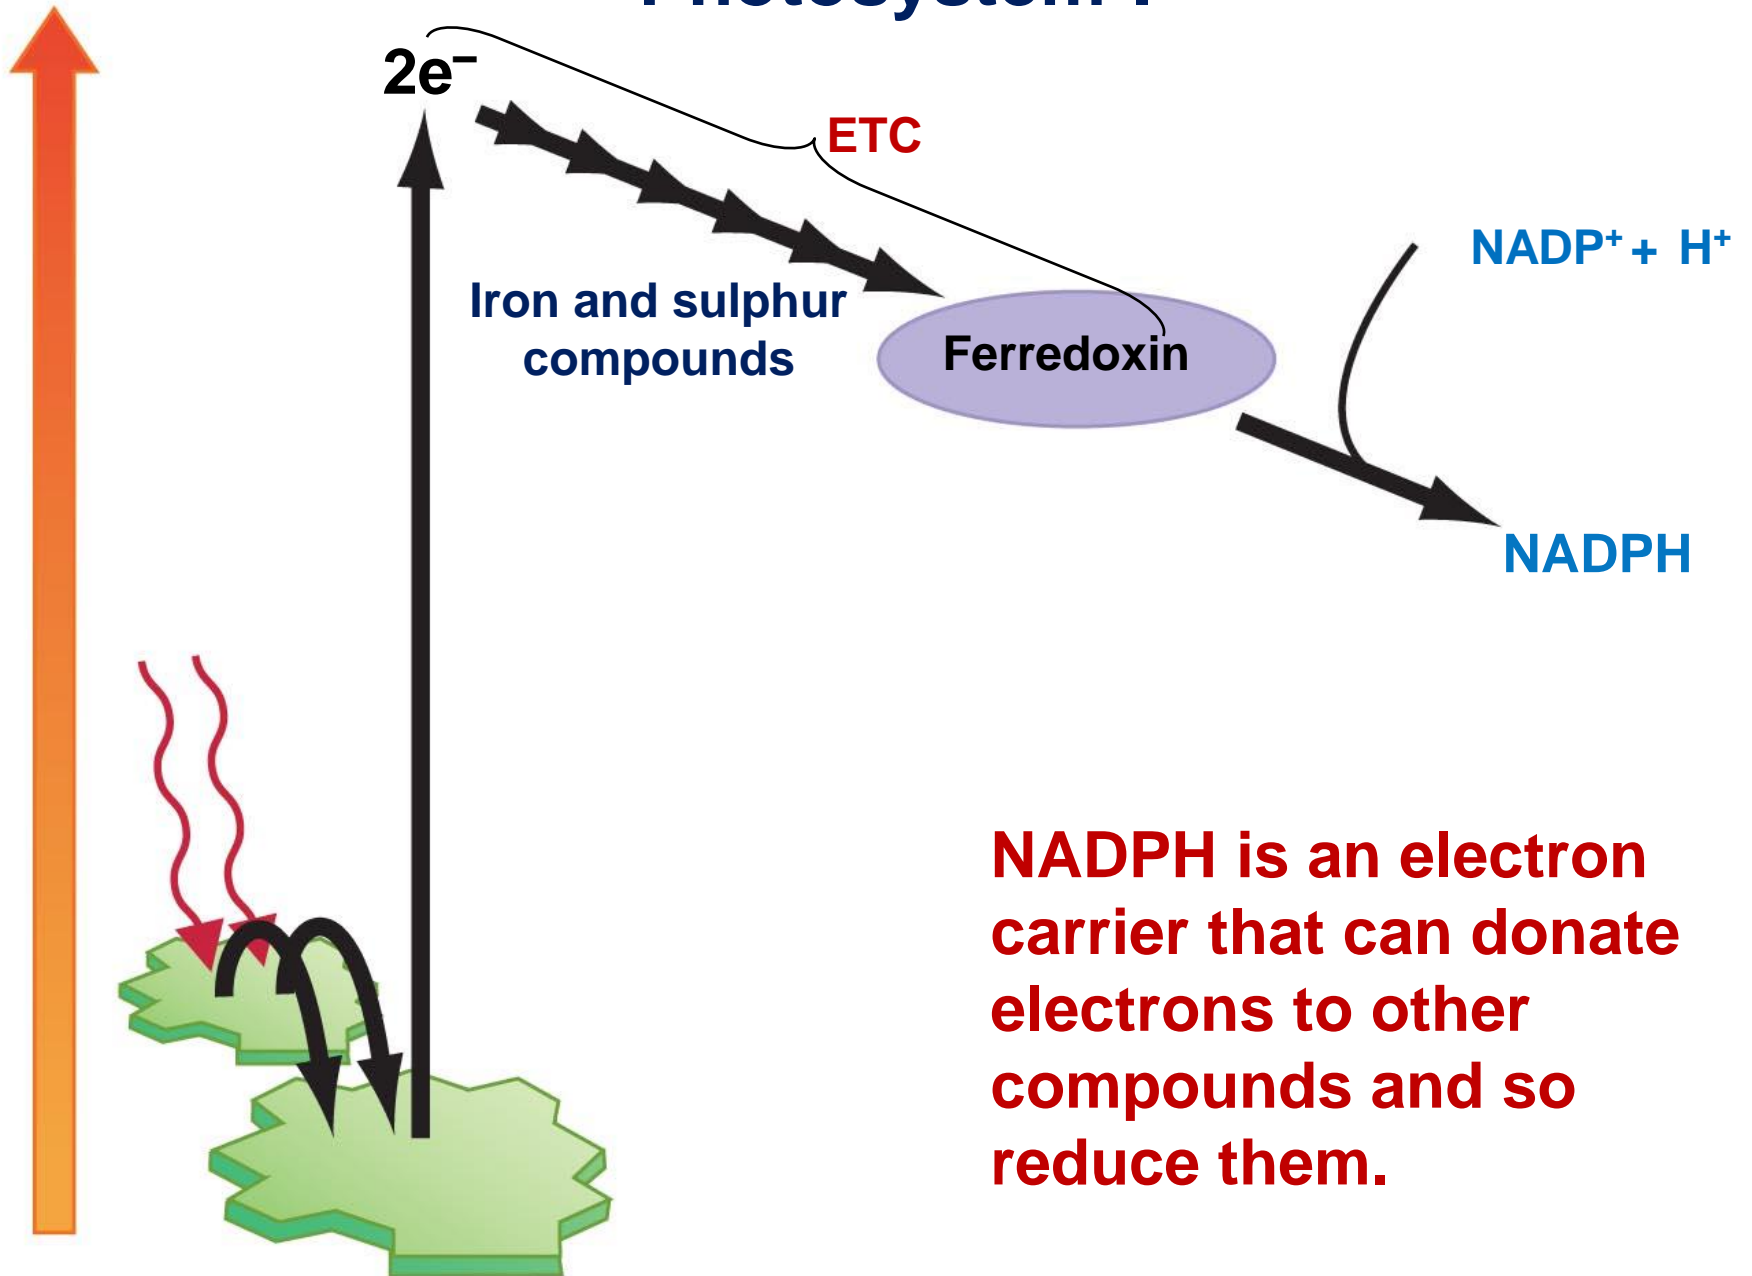 Photosystem I
2e–
ETC
NADP+ + H+
Iron and sulphur
compounds
Ferredoxin
NADPH
NADPH is an electron
carrier that can donate
electrons to other
compounds and so
reduce them.